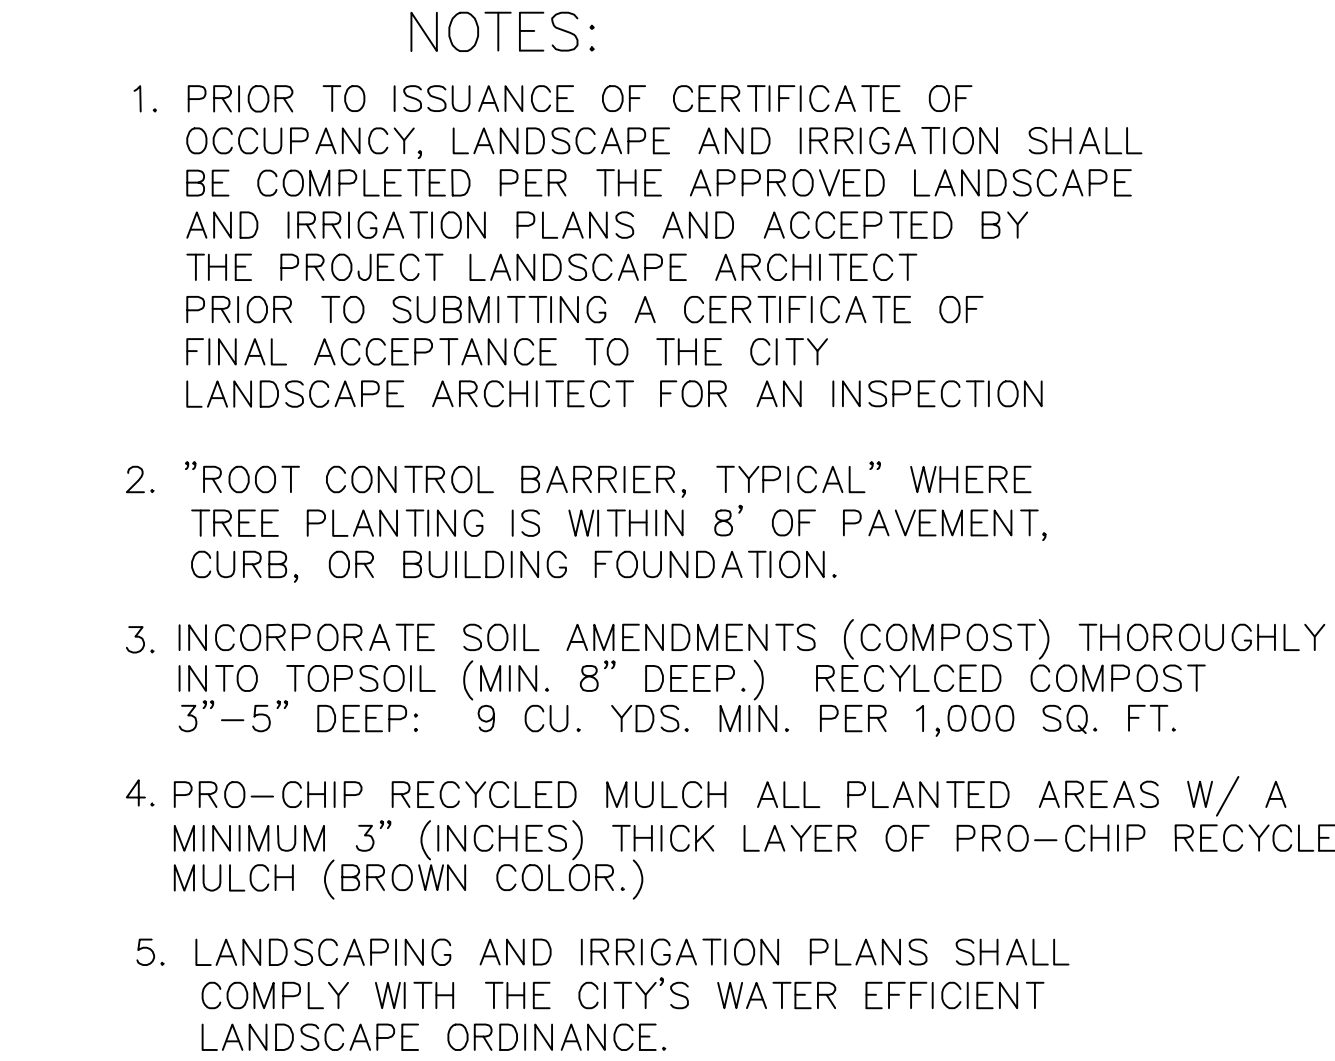 NOTES:
1. PRIOR TO ISSUANCE OF CERTIFICATE OF
OCCUPANCY, LANDSCAPE AND IRRIGATION SHALL
BE COMPLETED PER THE APPROVED LANDSCAPE
AND IRRIGATION PLANS AND ACCEPTED BY
THE PROJECT LANDSCAPE ARCHITECT
PRIOR TO SUBMITTING A CERTIFICATE OF
FINAL ACCEPTANCE TO THE CITY
LANDSCAPE ARCHITECT FOR AN INSPECTION
2. "ROOT CONTROL BARRIER, TYPICAL" WHERE
TREE PLANTING IS WITHIN 8' OF PAVEMENT,
CURB, OR BUILDING FOUNDATION.
3. INCORPORATE SOIL AMENDMENTS (COMPOST) THOROUGHLY
INTO TOPSOIL (MIN. 8" DEEP.) RECYLCED COMPOST
3"-5" DEEP: 9 CU. YDS. MIN. PER 1,000 SQ. FT.
4. PRO-CHIP RECYCLED MULCH ALL PLANTED AREAS W/ A
MINIMUM 3" (INCHES) THICK LAYER OF PRO-CHIP RECYCLE
MULCH (BROWN COLOR.)
5. LANDSCAPING AND IRRIGATION PLANS SHALL
COMPLY WITH THE CITY'S WATER EFFICIENT
LANDSCAPE ORDINANCE.